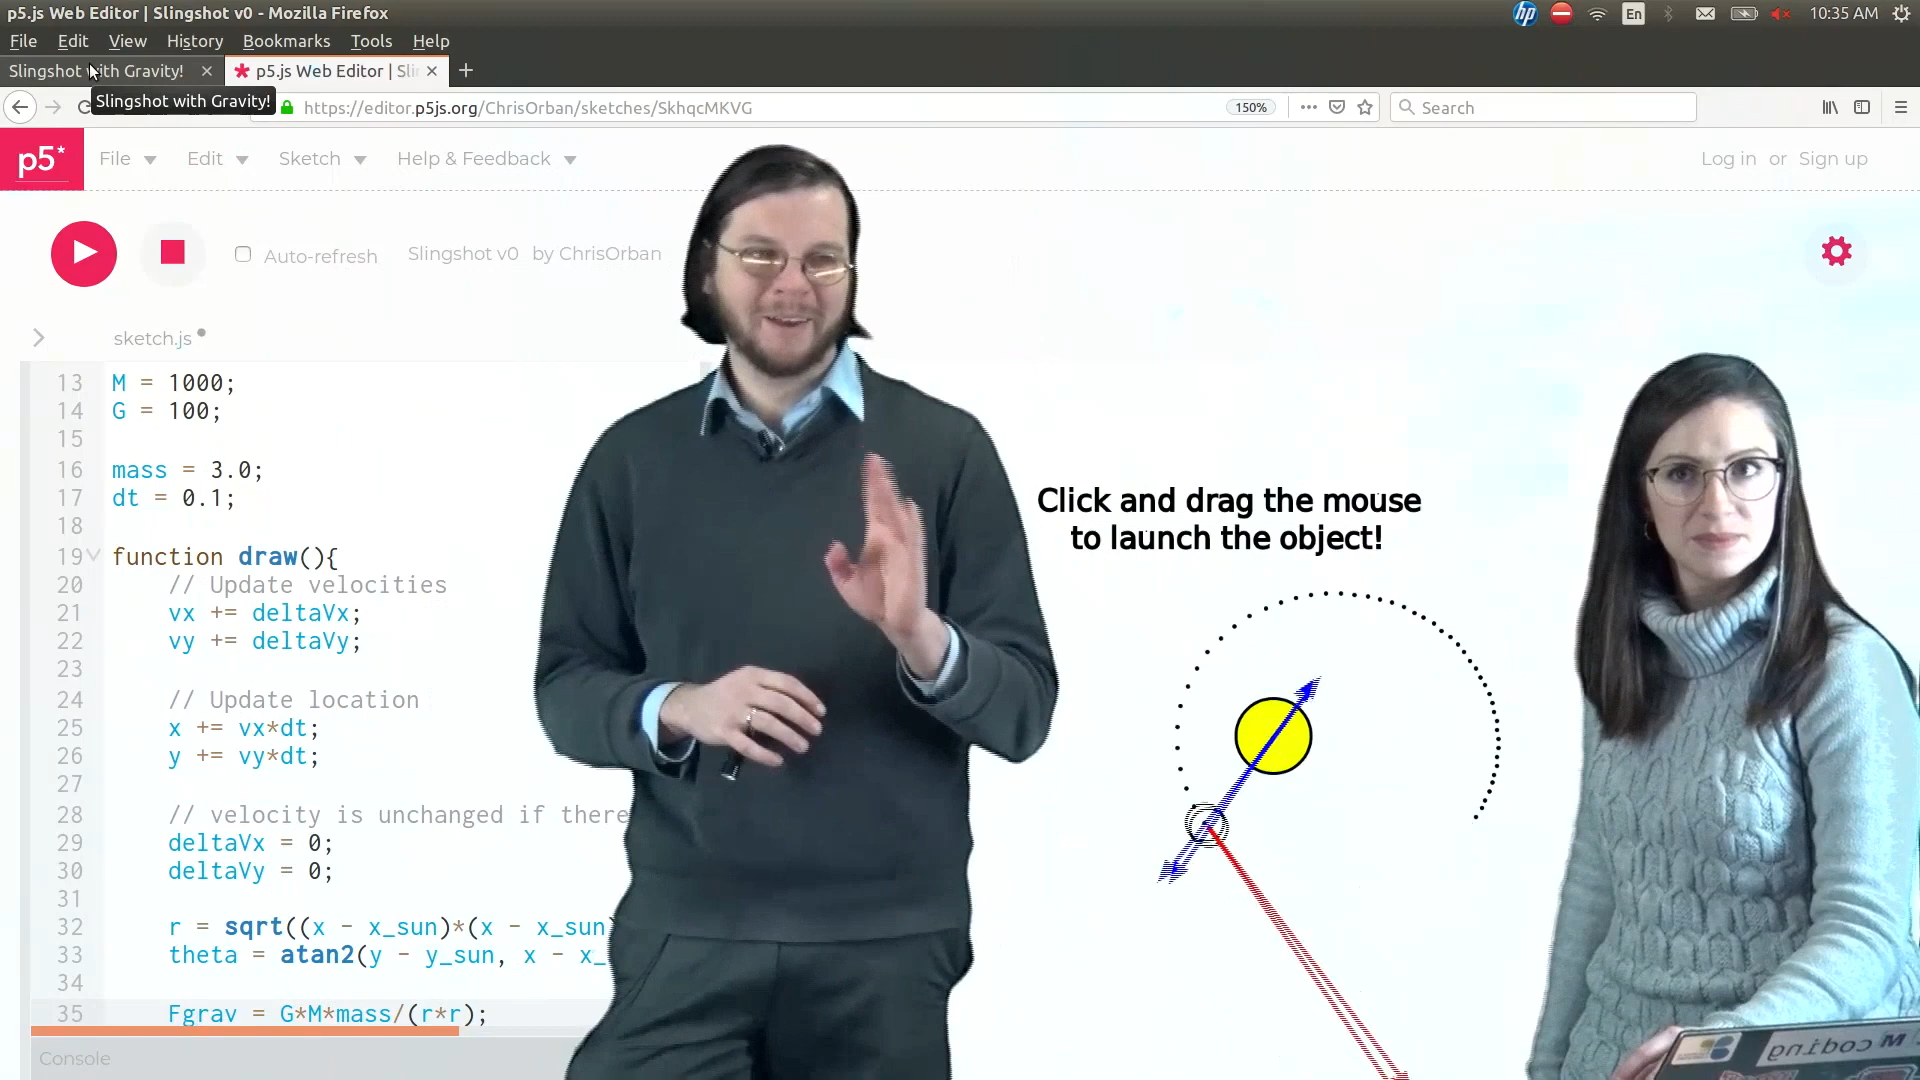 p5.js Web Editor | Slingshot v0 - Mozilla Firefox
hp
En
10:35 AM
File Edit View History Bookmarks Tools Help
Slingshot with Gravity!
p5.js Web Editor | Sli
Slingshot with Gravity!
https://editor.p5js.org/ChrisOrban/sketches/SkhqcMKVG
150%
Search
p5*
File Edit Sketch Help & Feedback
Log in or Sign up
Auto-refresh
Slingshot v0 by ChrisOrban
sketch.js
13 M = 1000;
14 G = 100;
15
16 mass = 3.0;
17 dt = 0.1;
18
19 function draw(){
20 // Update velocities
21 vx += deltaVx;
22 vy += deltaVy;
23
24 // Update location
25 x += vx*dt;
26 y += vy*dt;
27
28 // velocity is unchanged if there
29 deltaVx = 0;
30 deltaVy = 0;
31
32 r = sqrt((x - x_sun)*(x - x_sun)
33 theta = atan2(y - y_sun, x - x_
34
35 Fgrav = G*M*mass/(r*r);
Console
Click and drag the mouse
to launch the object!
M coding